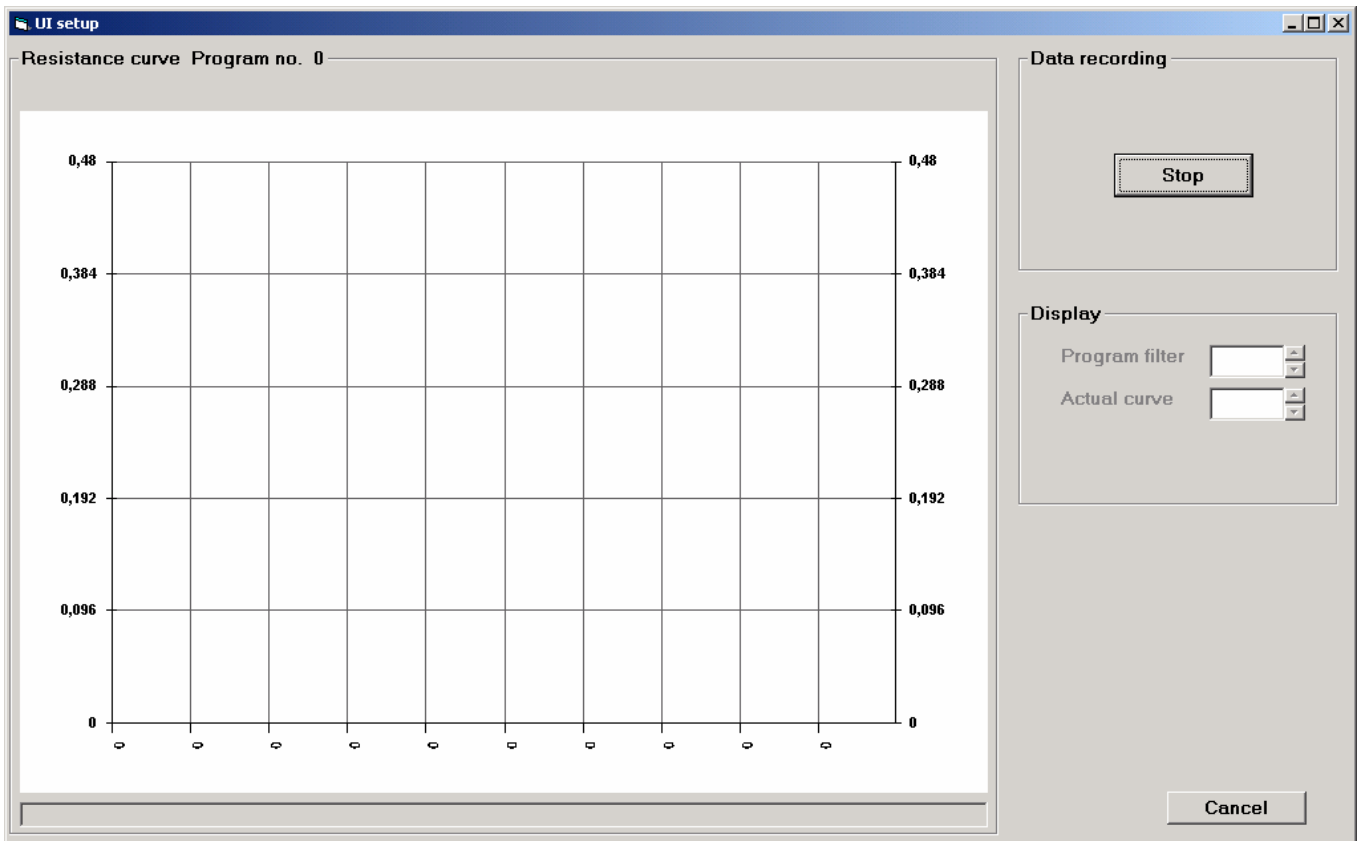 UI setup
Resistance curve Program no. 0
0,48
0,384
0,288
0,192
0,096
0
0,48
0,384
0,288
0,192
0,096
0
0 0 0 0 0 0 0 0 0 0
Data recording
Stop
Display
Program filter
Actual curve
Cancel